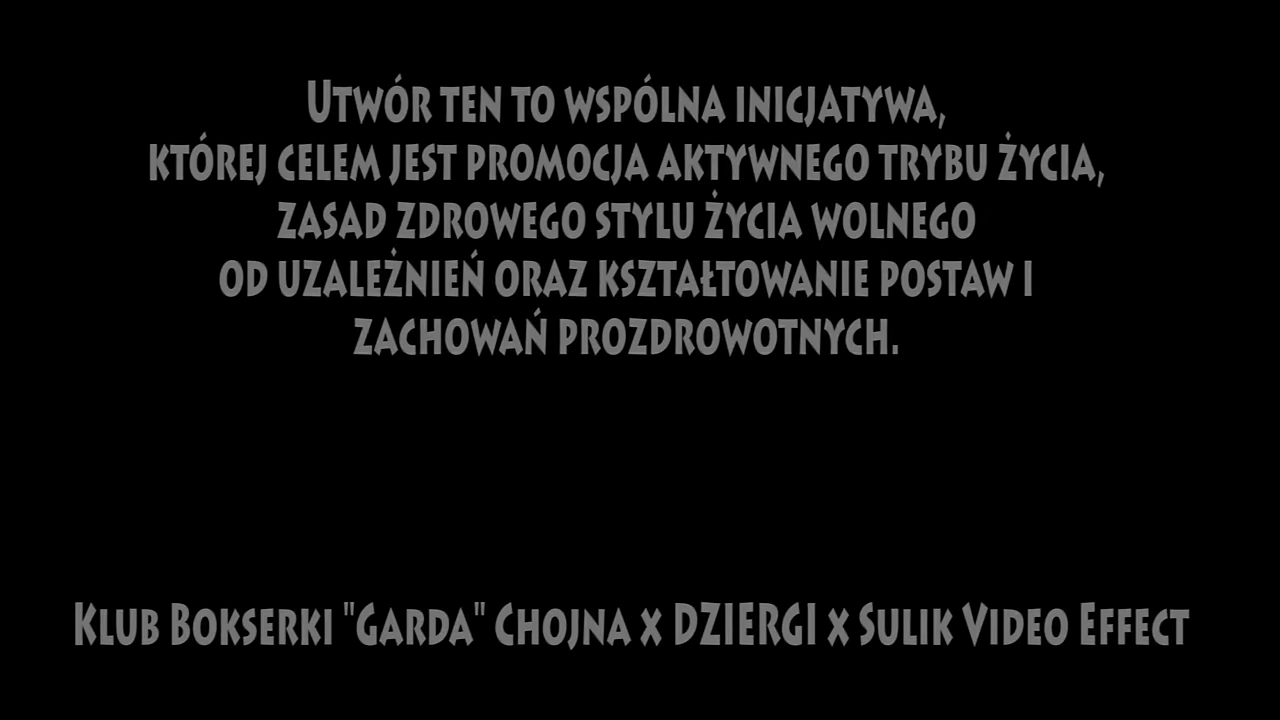 Utwór ten to wspólna inicjatywa,
której celem jest promocja aktywnego trybu życia,
zasad zdrowego stylu życia wolnego
od uzależnień oraz kształtowanie postaw i
zachowań prozdrowotnych.
Klub Bokserki "Garda" Chojna x DZIERGI x Sulik Video Effect